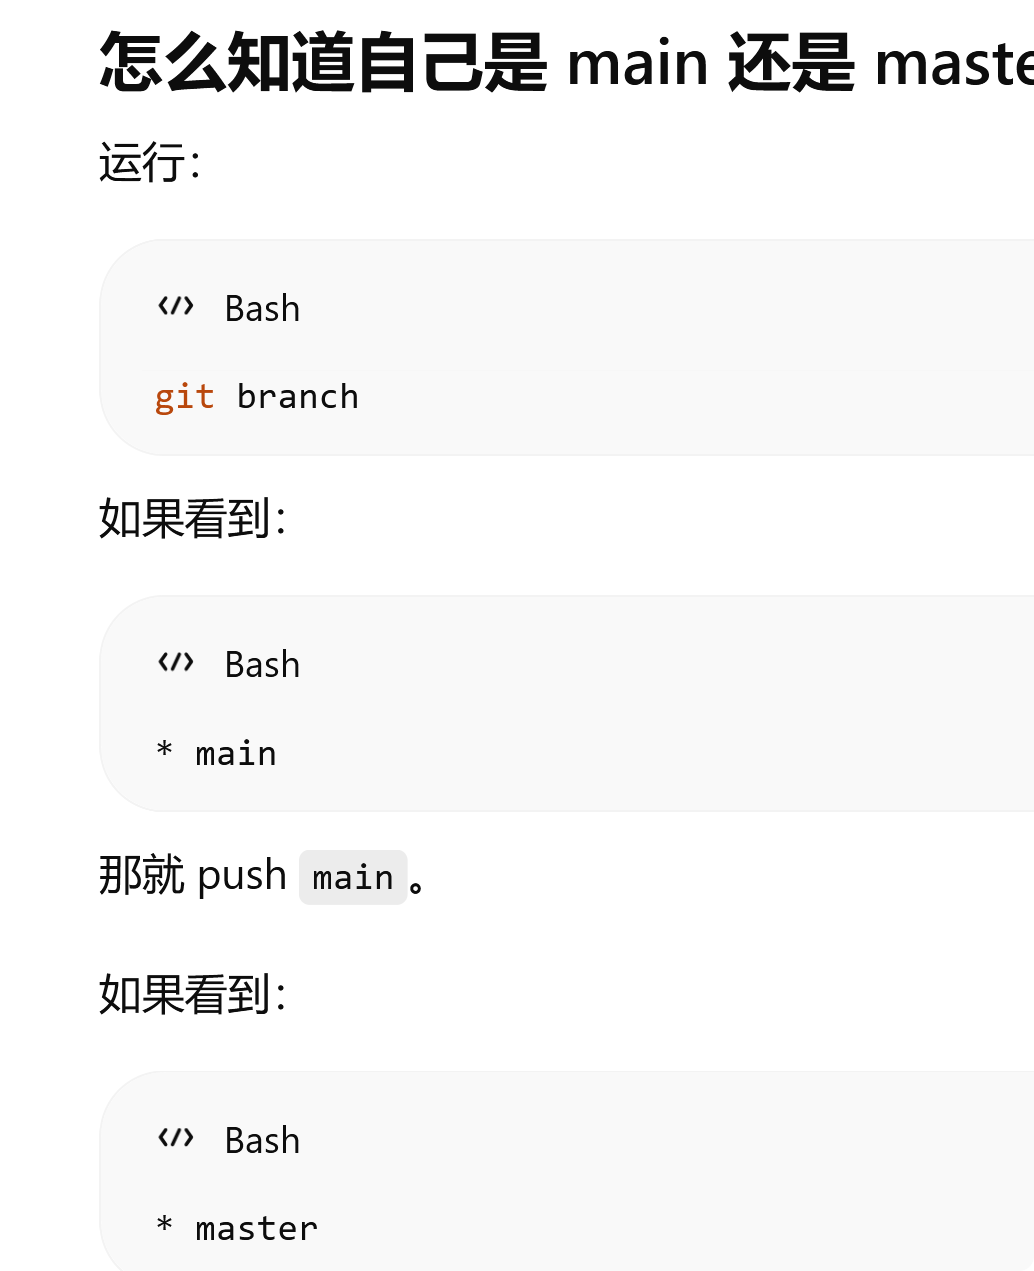 怎么知道自己是 main 还是 maste
运行：
Bash
git branch
如果看到：
Bash
* main
那就 push main。
如果看到：
Bash
* master